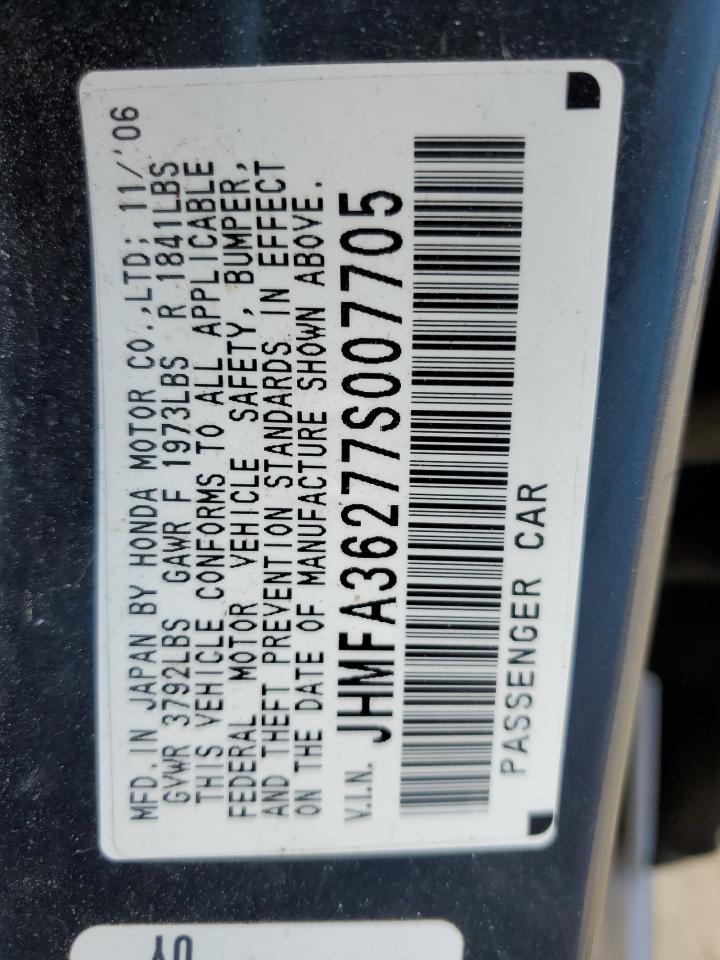 MFD. IN JAPAN BY HONDA MOTOR CO.,LTD; 11/'06
GVWR 3792LBS GAWR F 1973LBS R 1841LBS
THIS VEHICLE CONFORMS TO ALL APPLICABLE
FEDERAL MOTOR VEHICLE SAFETY, BUMPER,
AND THEFT PREVENTION STANDARDS IN EFFECT
ON THE DATE OF MANUFACTURE SHOWN ABOVE.
V.I.N. JHMFA36277S007705
PASSENGER CAR